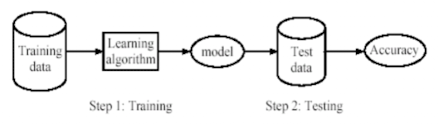 Training
data
Learning
algorithm
model
Test
data
Accuracy
Step 1: Training
Step 2: Testing